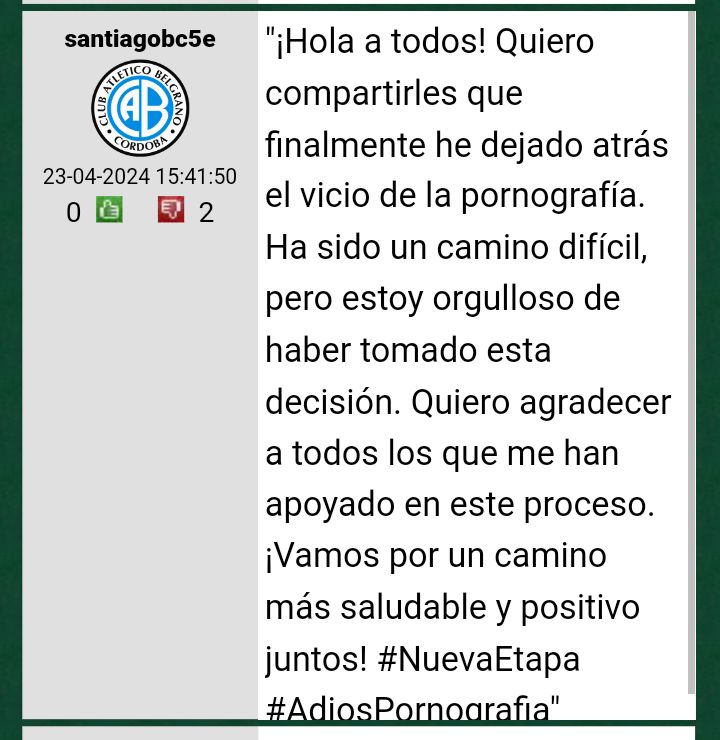 santiagobc5e
CLUB ATLETICO BELGRANO
CAB
• CORDOBA •
23-04-2024 15:41:50
0 2
"¡Hola a todos! Quiero
compartirles que
finalmente he dejado atrás
el vicio de la pornografía.
Ha sido un camino difícil,
pero estoy orgulloso de
haber tomado esta
decisión. Quiero agradecer
a todos los que me han
apoyado en este proceso.
¡Vamos por un camino
más saludable y positivo
juntos! #NuevaEtapa
#AdiosPornografia"